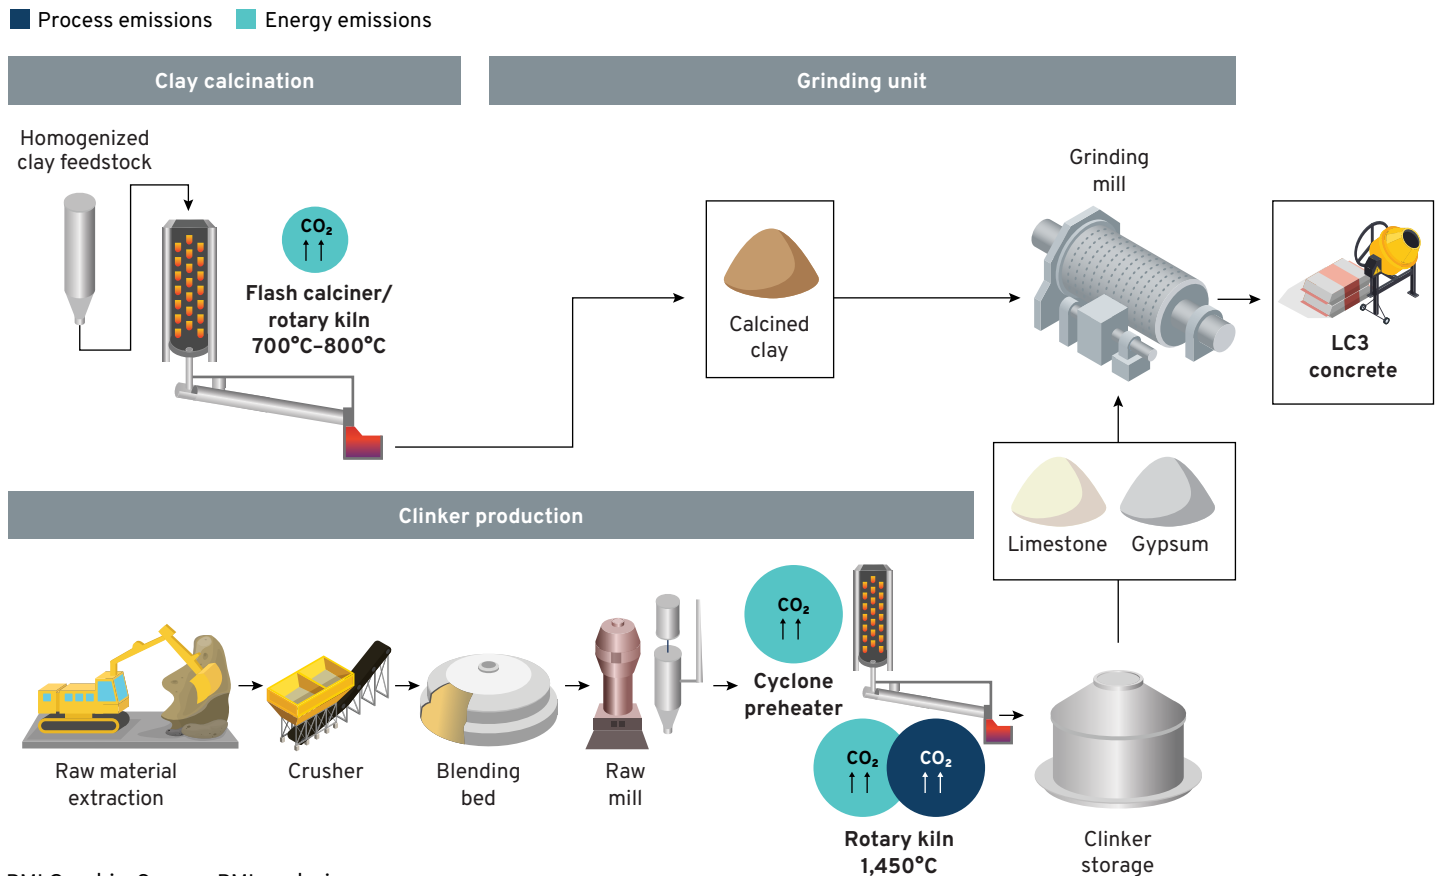 Process emissions
Energy emissions
Clay calcination
Grinding unit
Homogenized
clay feedstock
CO₂
Flash calciner/
rotary kiln
700°C–800°C
Calcined
clay
Grinding
mill
LC3
concrete
Limestone
Gypsum
Clinker production
Raw material
extraction
Crusher
Blending
bed
Raw
mill
CO₂
Cyclone
preheater
CO₂
CO₂
Rotary kiln
1,450°C
Clinker
storage